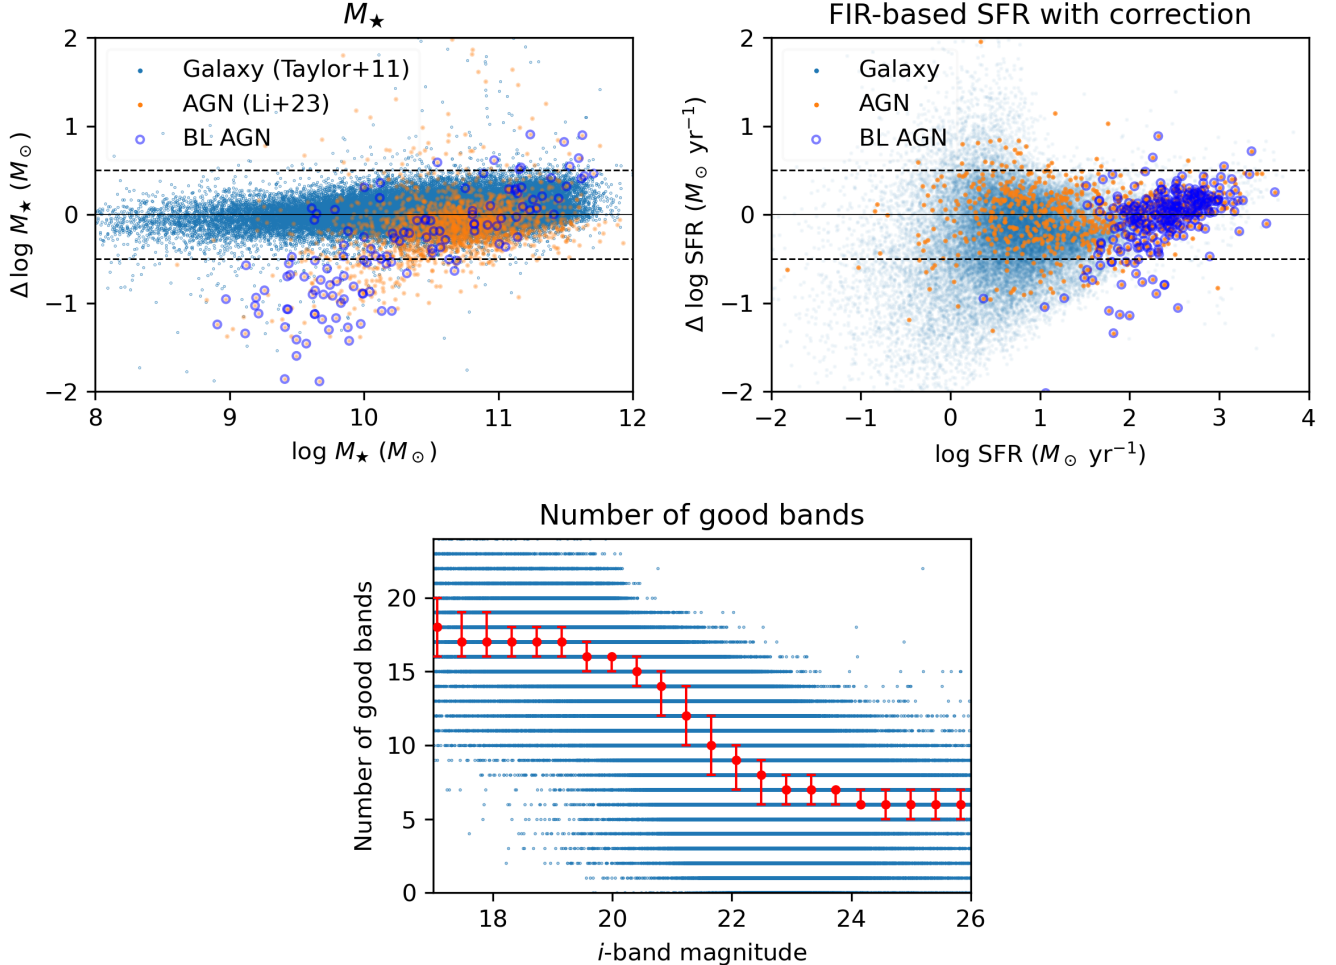 M★
2
1
0
−1
−2
Δ log M★ (M⊙)
Galaxy (Taylor+11)
AGN (Li+23)
BL AGN
8
9
10
11
12
log M★ (M⊙)
FIR-based SFR with correction
2
1
0
−1
−2
Δ log SFR (M⊙ yr⁻¹)
Galaxy
AGN
BL AGN
−2
−1
0
1
2
3
4
log SFR (M⊙ yr⁻¹)
Number of good bands
20
15
10
5
0
Number of good bands
18
20
22
24
26
i-band magnitude